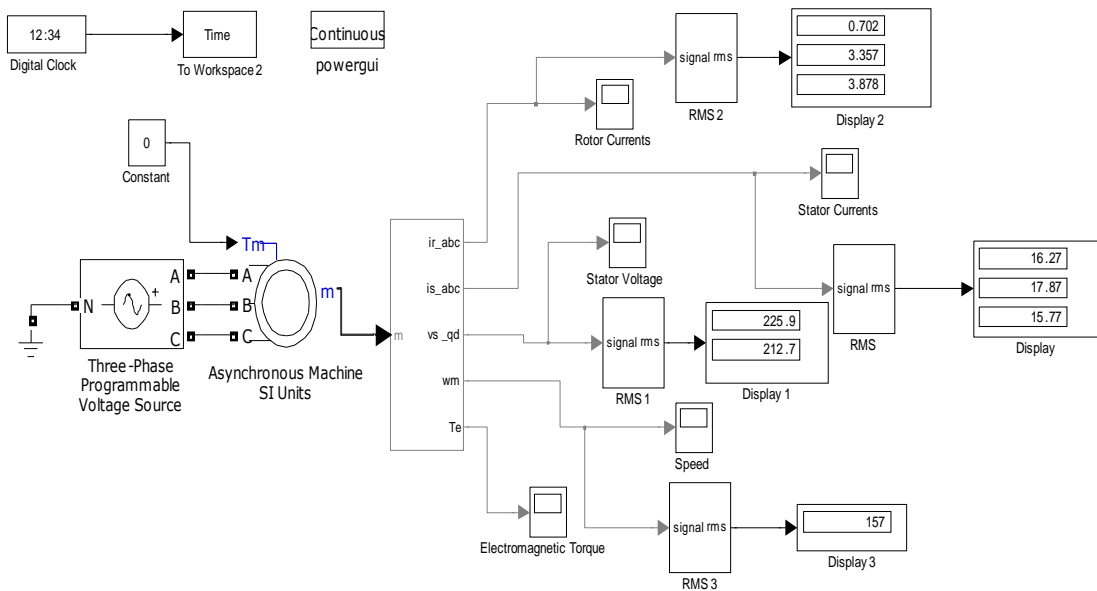 12:34
Digital Clock
Time
To Workspace 2
Continuous
powergui
signal rms
RMS 2
0.702
3.357
3.878
Display 2
Rotor Currents
0
Constant
Stator Currents
Tm
A
B
C
m
N
A
B
C
+
Three-Phase
Programmable
Voltage Source
Asynchronous Machine
SI Units
m
ir_abc
is_abc
vs_qd
wm
Te
Stator Voltage
signal rms
RMS 1
225.9
212.7
Display 1
signal rms
RMS
16.27
17.87
15.77
Display
Speed
Electromagnetic Torque
signal rms
RMS 3
157
Display 3